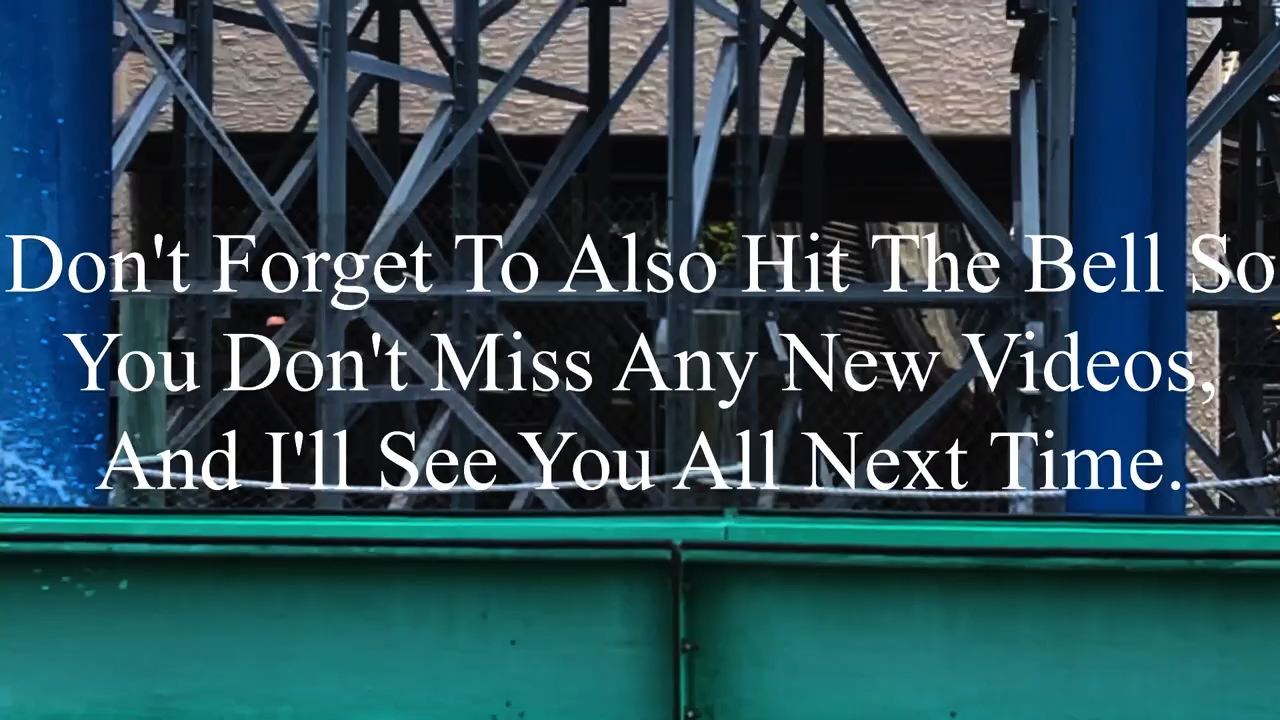 Don't Forget To Also Hit The Bell So
You Don't Miss Any New Videos,
And I'll See You All Next Time.